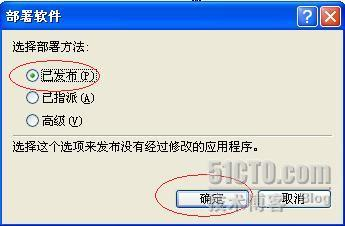 部署软件
选择部署方法:
已发布(P)
已指派(A)
高级(V)
选择这个选项来发布没有经过修改的应用程序。
51CTO.com
技术博客 Blog
确定 取消